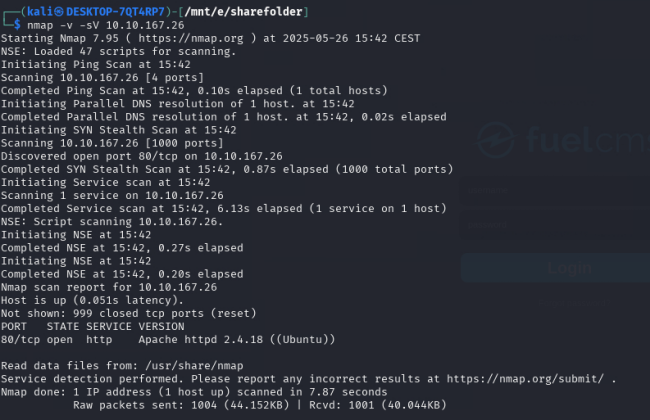 ┌──(kali㉿DESKTOP-7QT4RP7)-[/mnt/e/sharefolder]
└─$ nmap -v -sV 10.10.167.26
Starting Nmap 7.95 ( https://nmap.org ) at 2025-05-26 15:42 CEST
NSE: Loaded 47 scripts for scanning.
Initiating Ping Scan at 15:42
Scanning 10.10.167.26 [4 ports]
Completed Ping Scan at 15:42, 0.10s elapsed (1 total hosts)
Initiating Parallel DNS resolution of 1 host. at 15:42
Completed Parallel DNS resolution of 1 host. at 15:42, 0.02s elapsed
Initiating SYN Stealth Scan at 15:42
Scanning 10.10.167.26 [1000 ports]
Discovered open port 80/tcp on 10.10.167.26
Completed SYN Stealth Scan at 15:42, 0.87s elapsed (1000 total ports)
Initiating Service scan at 15:42
Scanning 1 service on 10.10.167.26
Completed Service scan at 15:42, 6.13s elapsed (1 service on 1 host)
NSE: Script scanning 10.10.167.26.
Initiating NSE at 15:42
Completed NSE at 15:42, 0.27s elapsed
Initiating NSE at 15:42
Completed NSE at 15:42, 0.20s elapsed
Nmap scan report for 10.10.167.26
Host is up (0.051s latency).
Not shown: 999 closed tcp ports (reset)
PORT   STATE SERVICE VERSION
80/tcp open  http    Apache httpd 2.4.18 ((Ubuntu))

Read data files from: /usr/share/nmap
Service detection performed. Please report any incorrect results at https://nmap.org/submit/ .
Nmap done: 1 IP address (1 host up) scanned in 7.87 seconds
Raw packets sent: 1004 (44.152KB) | Rcvd: 1001 (40.044KB)
fuelcm
Login